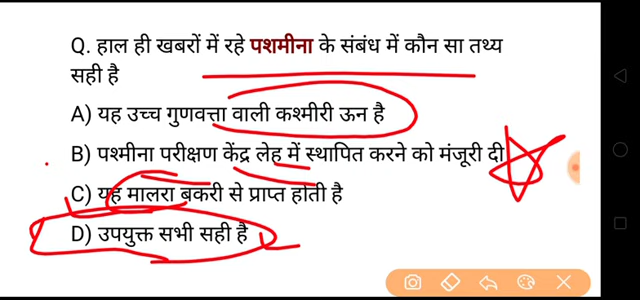 Q. हाल ही खबरों में रहे पशमीना के संबंध में कौन सा तथ्य
सही है
A) यह उच्च गुणवत्ता वाली कश्मीरी ऊन है
B) पश्मीना परीक्षण केंद्र लेह में स्थापित करने को मंजूरी दी
C) यह मालरा बकरी से प्राप्त होती है
D) उपयुक्त सभी सही है